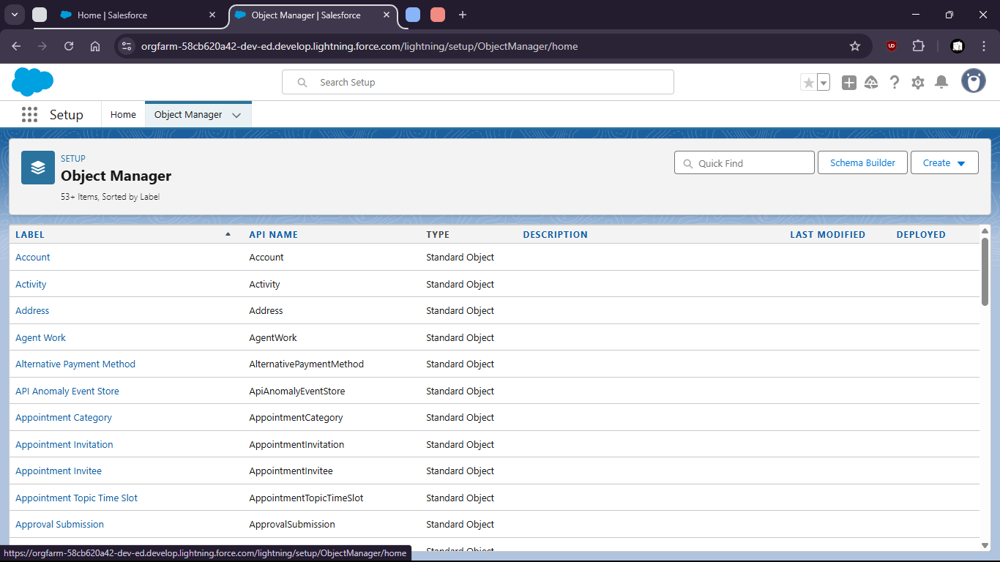 Home | Salesforce
Object Manager | Salesforce
orgfarm-58cb620a42-dev-ed.develop.lightning.force.com/lightning/setup/ObjectManager/home
Search Setup
Setup
Home
Object Manager
SETUP
Object Manager
53+ Items, Sorted by Label
Quick Find
Schema Builder
Create
LABEL API NAME TYPE DESCRIPTION LAST MODIFIED DEPLOYED
Account Account Standard Object
Activity Activity Standard Object
Address Address Standard Object
Agent Work AgentWork Standard Object
Alternative Payment Method AlternativePaymentMethod Standard Object
API Anomaly Event Store ApiAnomalyEventStore Standard Object
Appointment Category AppointmentCategory Standard Object
Appointment Invitation AppointmentInvitation Standard Object
Appointment Invitee AppointmentInvitee Standard Object
Appointment Topic Time Slot AppointmentTopicTimeSlot Standard Object
Approval Submission ApprovalSubmission Standard Object
Standard Object
https://orgfarm-58cb620a42-dev-ed.develop.lightning.force.com/lightning/setup/ObjectManager/home